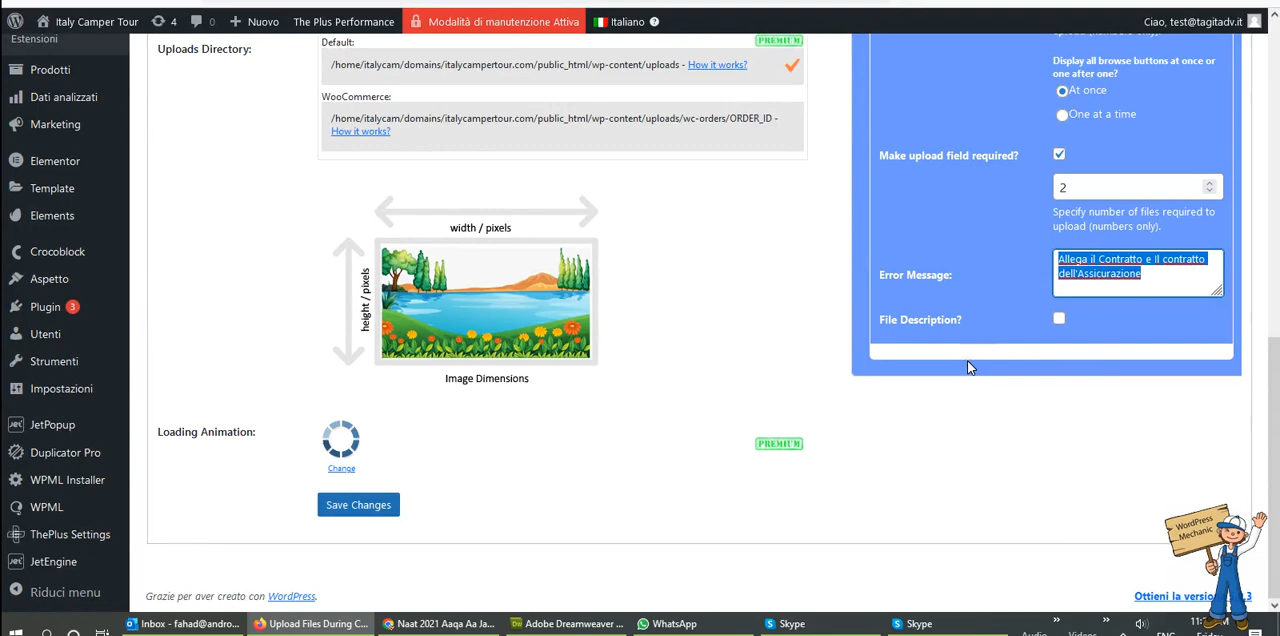 Italy Camper Tour
4
0
Nuovo
The Plus Performance
Modalità di manutenzione Attiva
Italiano
Ciao, test@tagitadv.it
Estensioni
Prodotti
Dati analizzati
Marketing
Elementor
Template
Elements
Crocoblock
Aspetto
Plugin 3
Utenti
Strumenti
Impostazioni
JetPopup
Duplicator Pro
WPML Installer
WPML
ThePlus Settings
JetEngine
Riduci menu
Uploads Directory:
Default:
PREMIUM
/home/italycam/domains/italycampertour.com/public_html/wp-content/uploads - How it works?
WooCommerce:
/home/italycam/domains/italycampertour.com/public_html/wp-content/uploads/wc-orders/ORDER_ID -
How it works?
width / pixels
height / pixels
Image Dimensions
Loading Animation:
PREMIUM
Change
Save Changes
upload (numbers only).
Display all browse buttons at once or
one after one?
At once
One at a time
Make upload field required?
2
Specify number of files required to
upload (numbers only).
Error Message:
Allega il Contratto e Il contratto
dell'Assicurazione
File Description?
WordPress
Mechanic
Grazie per aver creato con WordPress.
Ottieni la versio
Inbox - fahad@andro...
Upload Files During C...
Naat 2021 Aaqa Aa Ja...
Adobe Dreamweaver ...
WhatsApp
Skype
Skype